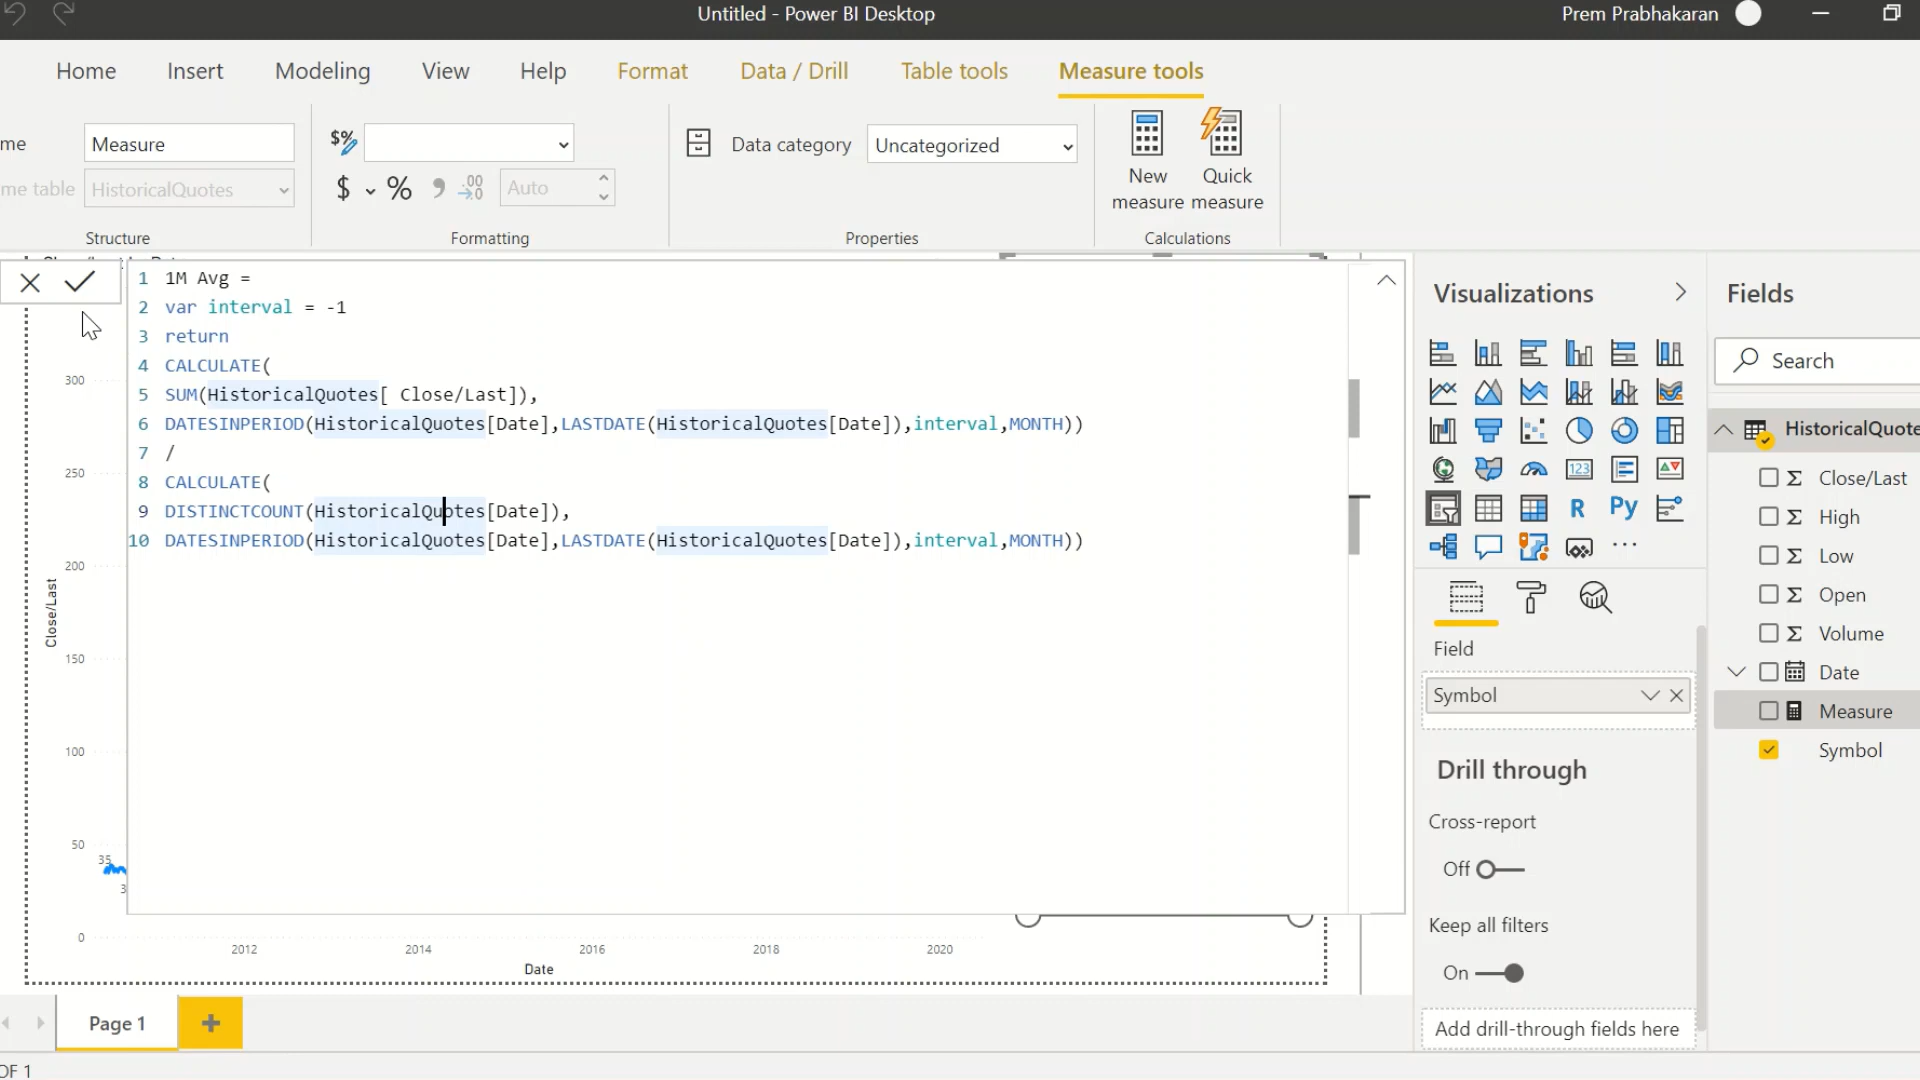 Untitled - Power BI Desktop
Prem Prabhakaran
Home Insert Modeling View Help Format Data / Drill Table tools Measure tools
me Measure
me table HistoricalQuotes
Structure
$%
$ % , .00
Auto
Formatting
Data category Uncategorized
Properties
New measure
Quick measure
Calculations
1 1M Avg =
2 var interval = -1
3 return
4 CALCULATE(
5 SUM(HistoricalQuotes[ Close/Last]),
6 DATESINPERIOD(HistoricalQuotes[Date],LASTDATE(HistoricalQuotes[Date]),interval,MONTH))
7 /
8 CALCULATE(
9 DISTINCTCOUNT(HistoricalQuotes[Date]),
10 DATESINPERIOD(HistoricalQuotes[Date],LASTDATE(HistoricalQuotes[Date]),interval,MONTH))
Close/Last
300
250
200
150
100
50
0
35
3
2012 2014 2016 2018 2020
Date
Page 1
OF 1
Visualizations
123
R Py
Field
Symbol
Drill through
Cross-report
Off
Keep all filters
On
Add drill-through fields here
Fields
Search
HistoricalQuote
Close/Last
High
Low
Open
Volume
Date
Measure
Symbol